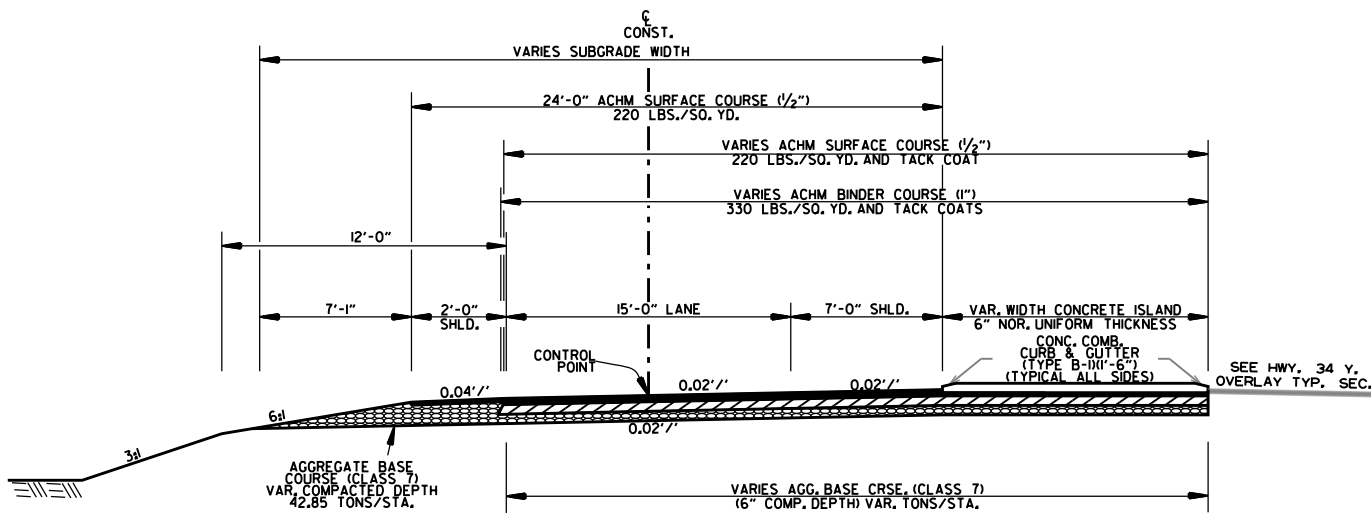 ℄
CONST.
VARIES SUBGRADE WIDTH
24'-0" ACHM SURFACE COURSE (1/2")
220 LBS./SQ. YD.
VARIES ACHM SURFACE COURSE (1/2")
220 LBS./SQ. YD. AND TACK COAT
VARIES ACHM BINDER COURSE (1")
330 LBS./SQ. YD. AND TACK COATS
12'-0"
7'-1"
2'-0"
SHLD.
15'-0" LANE
7'-0" SHLD.
VAR. WIDTH CONCRETE ISLAND
6" NOR. UNIFORM THICKNESS
CONC. COMB.
CURB & GUTTER
(TYPE B-1)(1'-6")
(TYPICAL ALL SIDES)
SEE HWY. 34 Y.
OVERLAY TYP. SEC.
CONTROL
POINT
0.04'/'
0.02'/'
0.02'/'
6:1
0.02'/'
3:1
AGGREGATE BASE
COURSE (CLASS 7)
VAR. COMPACTED DEPTH
42.85 TONS/STA.
VARIES AGG. BASE CRSE. (CLASS 7)
(6" COMP. DEPTH) VAR. TONS/STA.